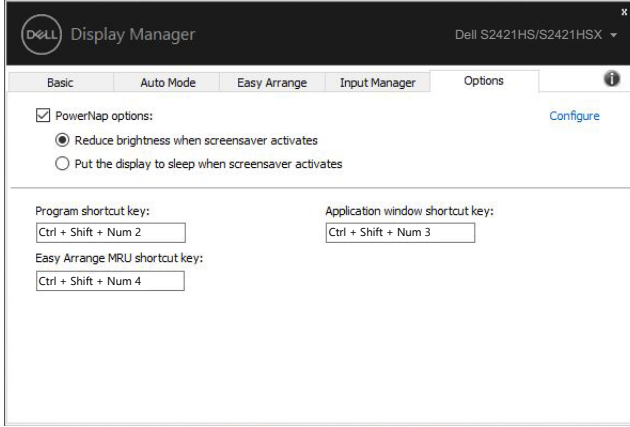 x
DELL Display Manager Dell S2421HS/S2421HSX
Basic Auto Mode Easy Arrange Input Manager Options i
PowerNap options: Configure
Reduce brightness when screensaver activates
Put the display to sleep when screensaver activates
Program shortcut key: Application window shortcut key:
Ctrl + Shift + Num 2 Ctrl + Shift + Num 3
Easy Arrange MRU shortcut key:
Ctrl + Shift + Num 4